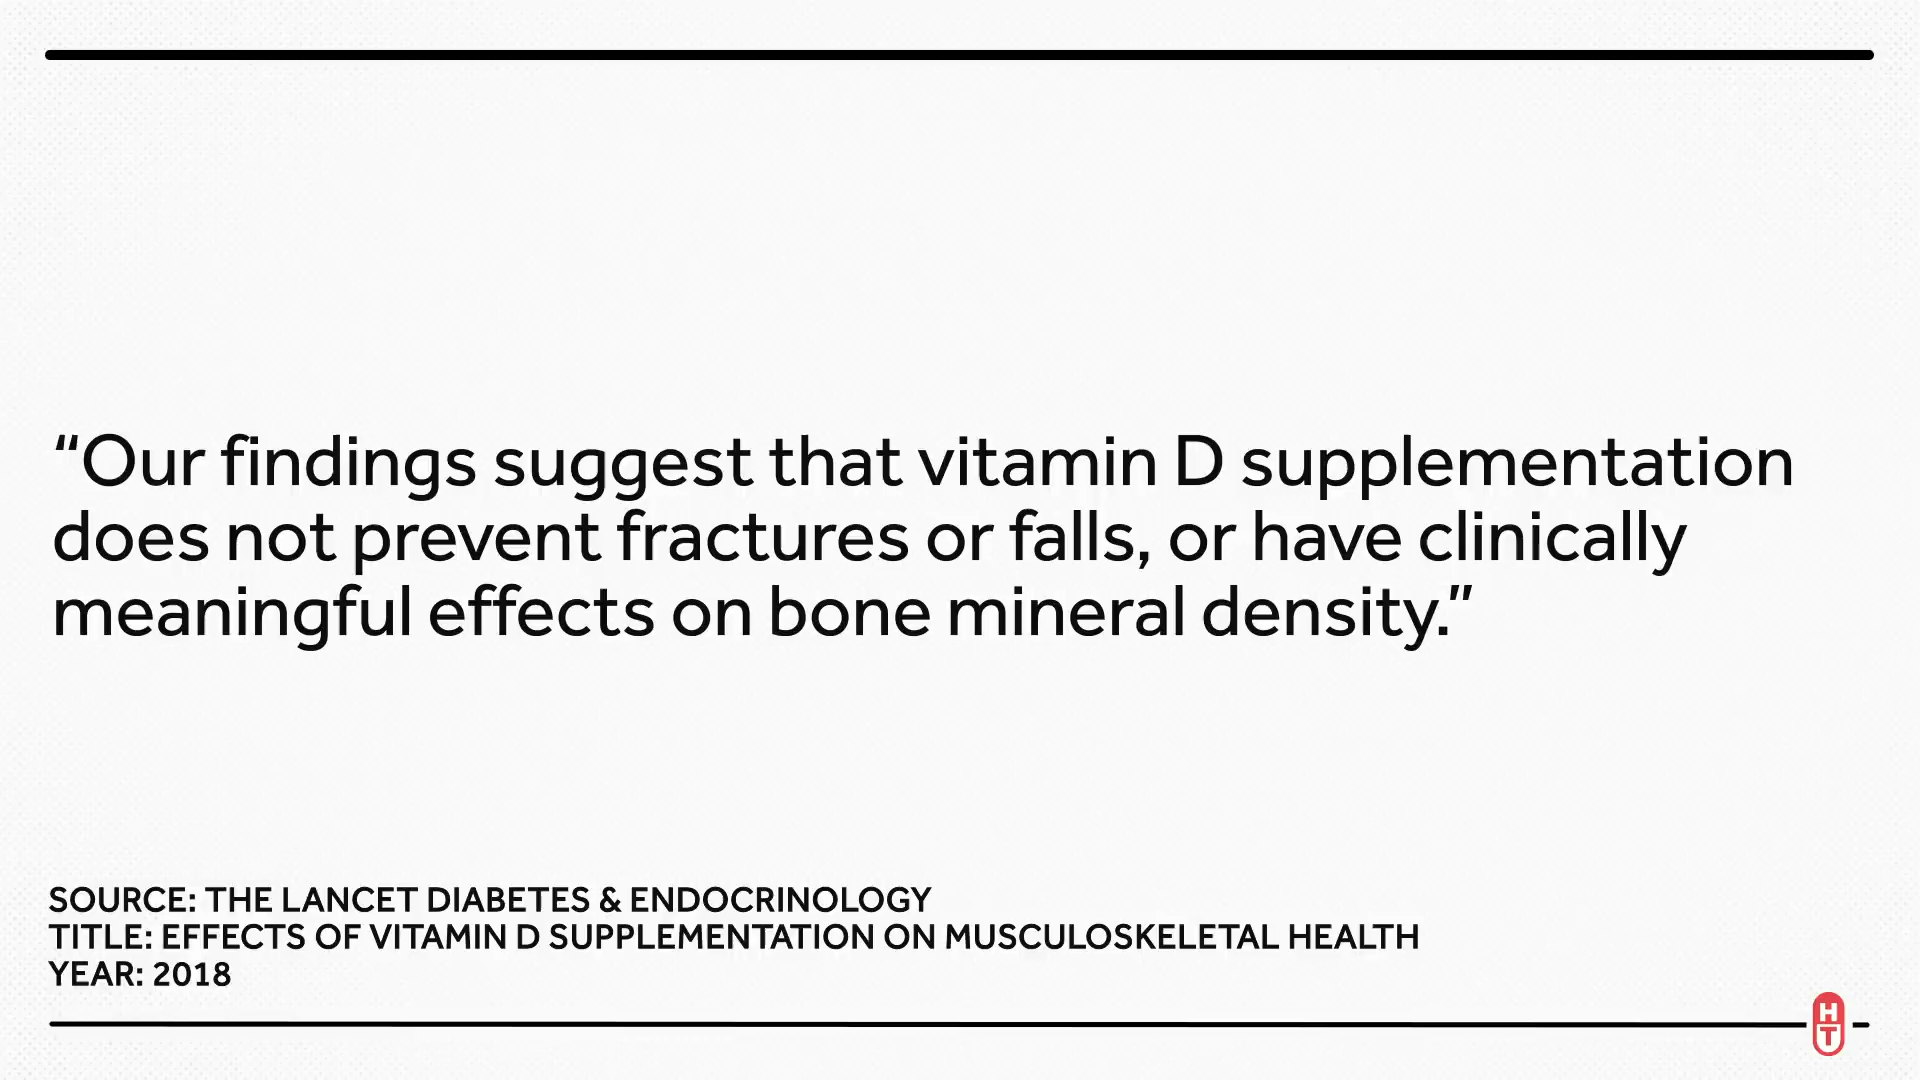 “Our findings suggest that vitamin D supplementation
does not prevent fractures or falls, or have clinically
meaningful effects on bone mineral density.”
SOURCE: THE LANCET DIABETES & ENDOCRINOLOGY
TITLE: EFFECTS OF VITAMIN D SUPPLEMENTATION ON MUSCULOSKELETAL HEALTH
YEAR: 2018
H
T